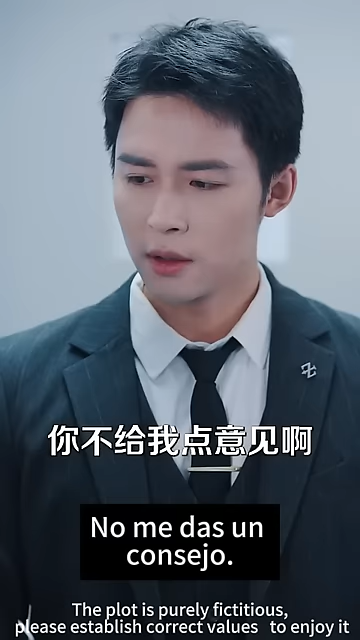 你不给我点意见啊
No me das un
consejo.
The plot is purely fictitious,
please establish correct values to enjoy it